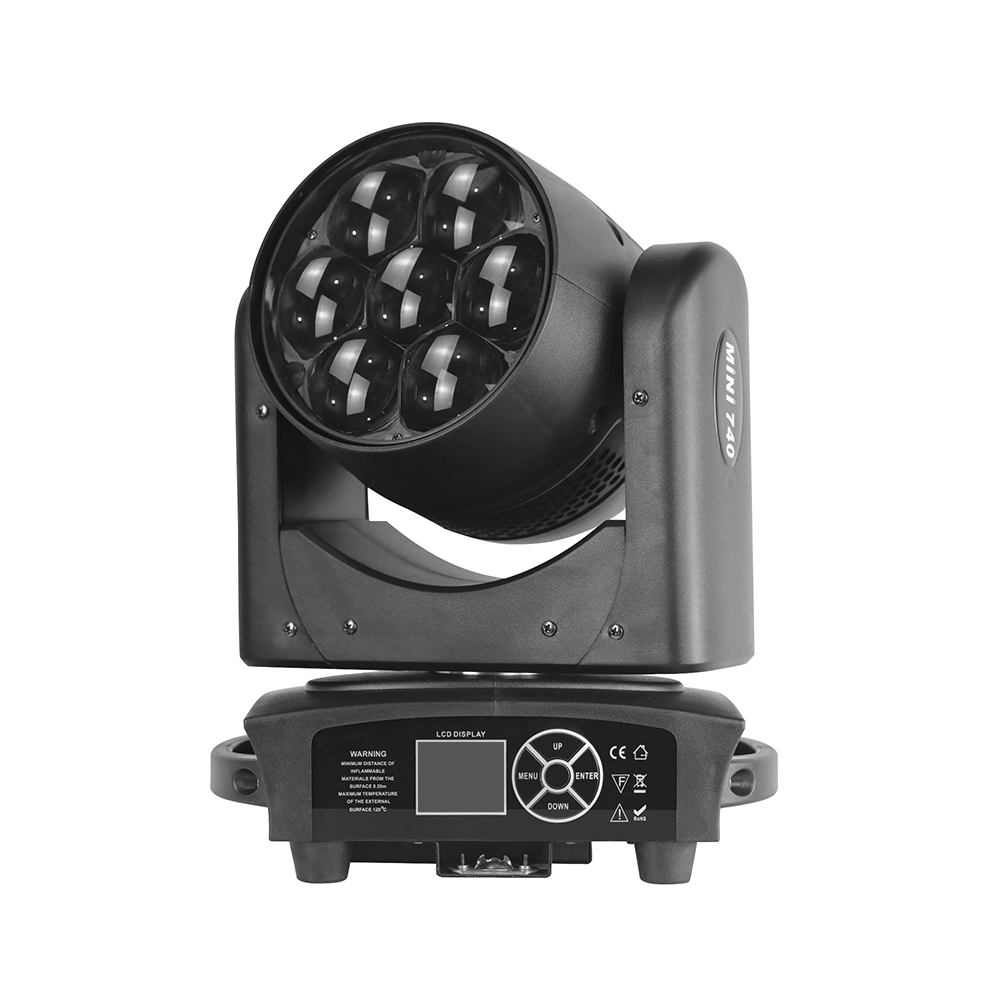 MINI 740
LCD DISPLAY
WARNING
MINIMUM DISTANCE OF
INFLAMMABLE
MATERIALS FROM THE
SURFACE 0.20m
MAXIMUM TEMPERATURE
OF THE EXTERNAL
SURFACE 120°C
UP
MENU
ENTER
DOWN
CE
F
RoHS